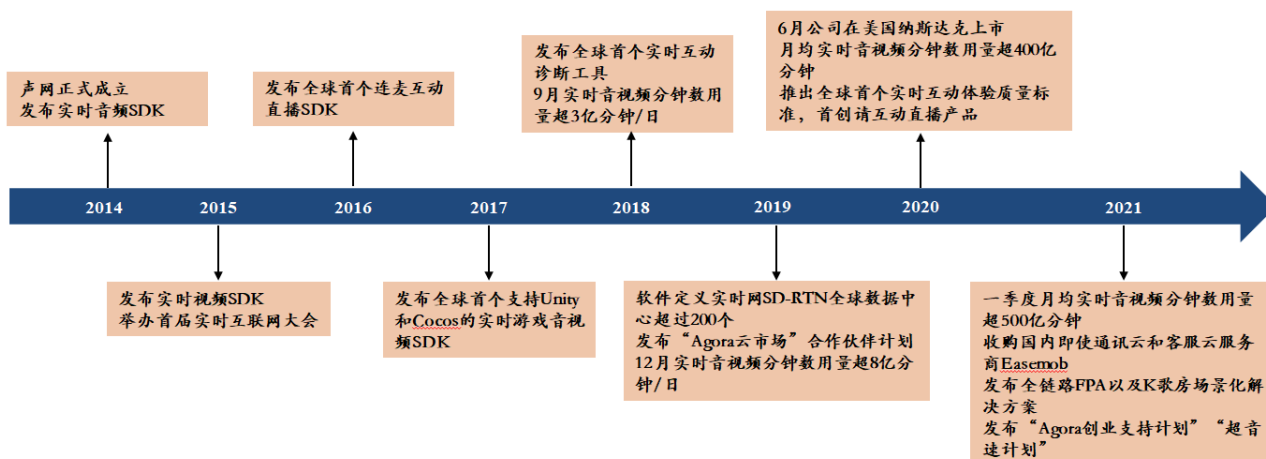 声网正式成立
发布实时音频SDK
发布全球首个连麦互动
直播SDK
发布全球首个实时互动
诊断工具
9月实时音视频分钟数用
量超3亿分钟/日
6月公司在美国纳斯达克上市
月均实时音视频分钟数用量超400亿
分钟
推出全球首个实时互动体验质量标
准，首创请互动直播产品
2014
2015
2016
2017
2018
2019
2020
2021
发布实时视频SDK
举办首届实时互联网大会
发布全球首个支持Unity
和Cocos的实时游戏音视
频SDK
软件定义实时网SD-RTN全球数据中
心超过200个
发布“Agora云市场”合作伙伴计划
12月实时音视频分钟数用量超8亿分
钟/日
一季度月均实时音视频分钟数用量
超500亿分钟
收购国内即使通讯云和客服云服务
商Easemob
发布全链路FPA以及K歌房场景化解
决方案
发布“Agora创业支持计划”“超音
速计划”